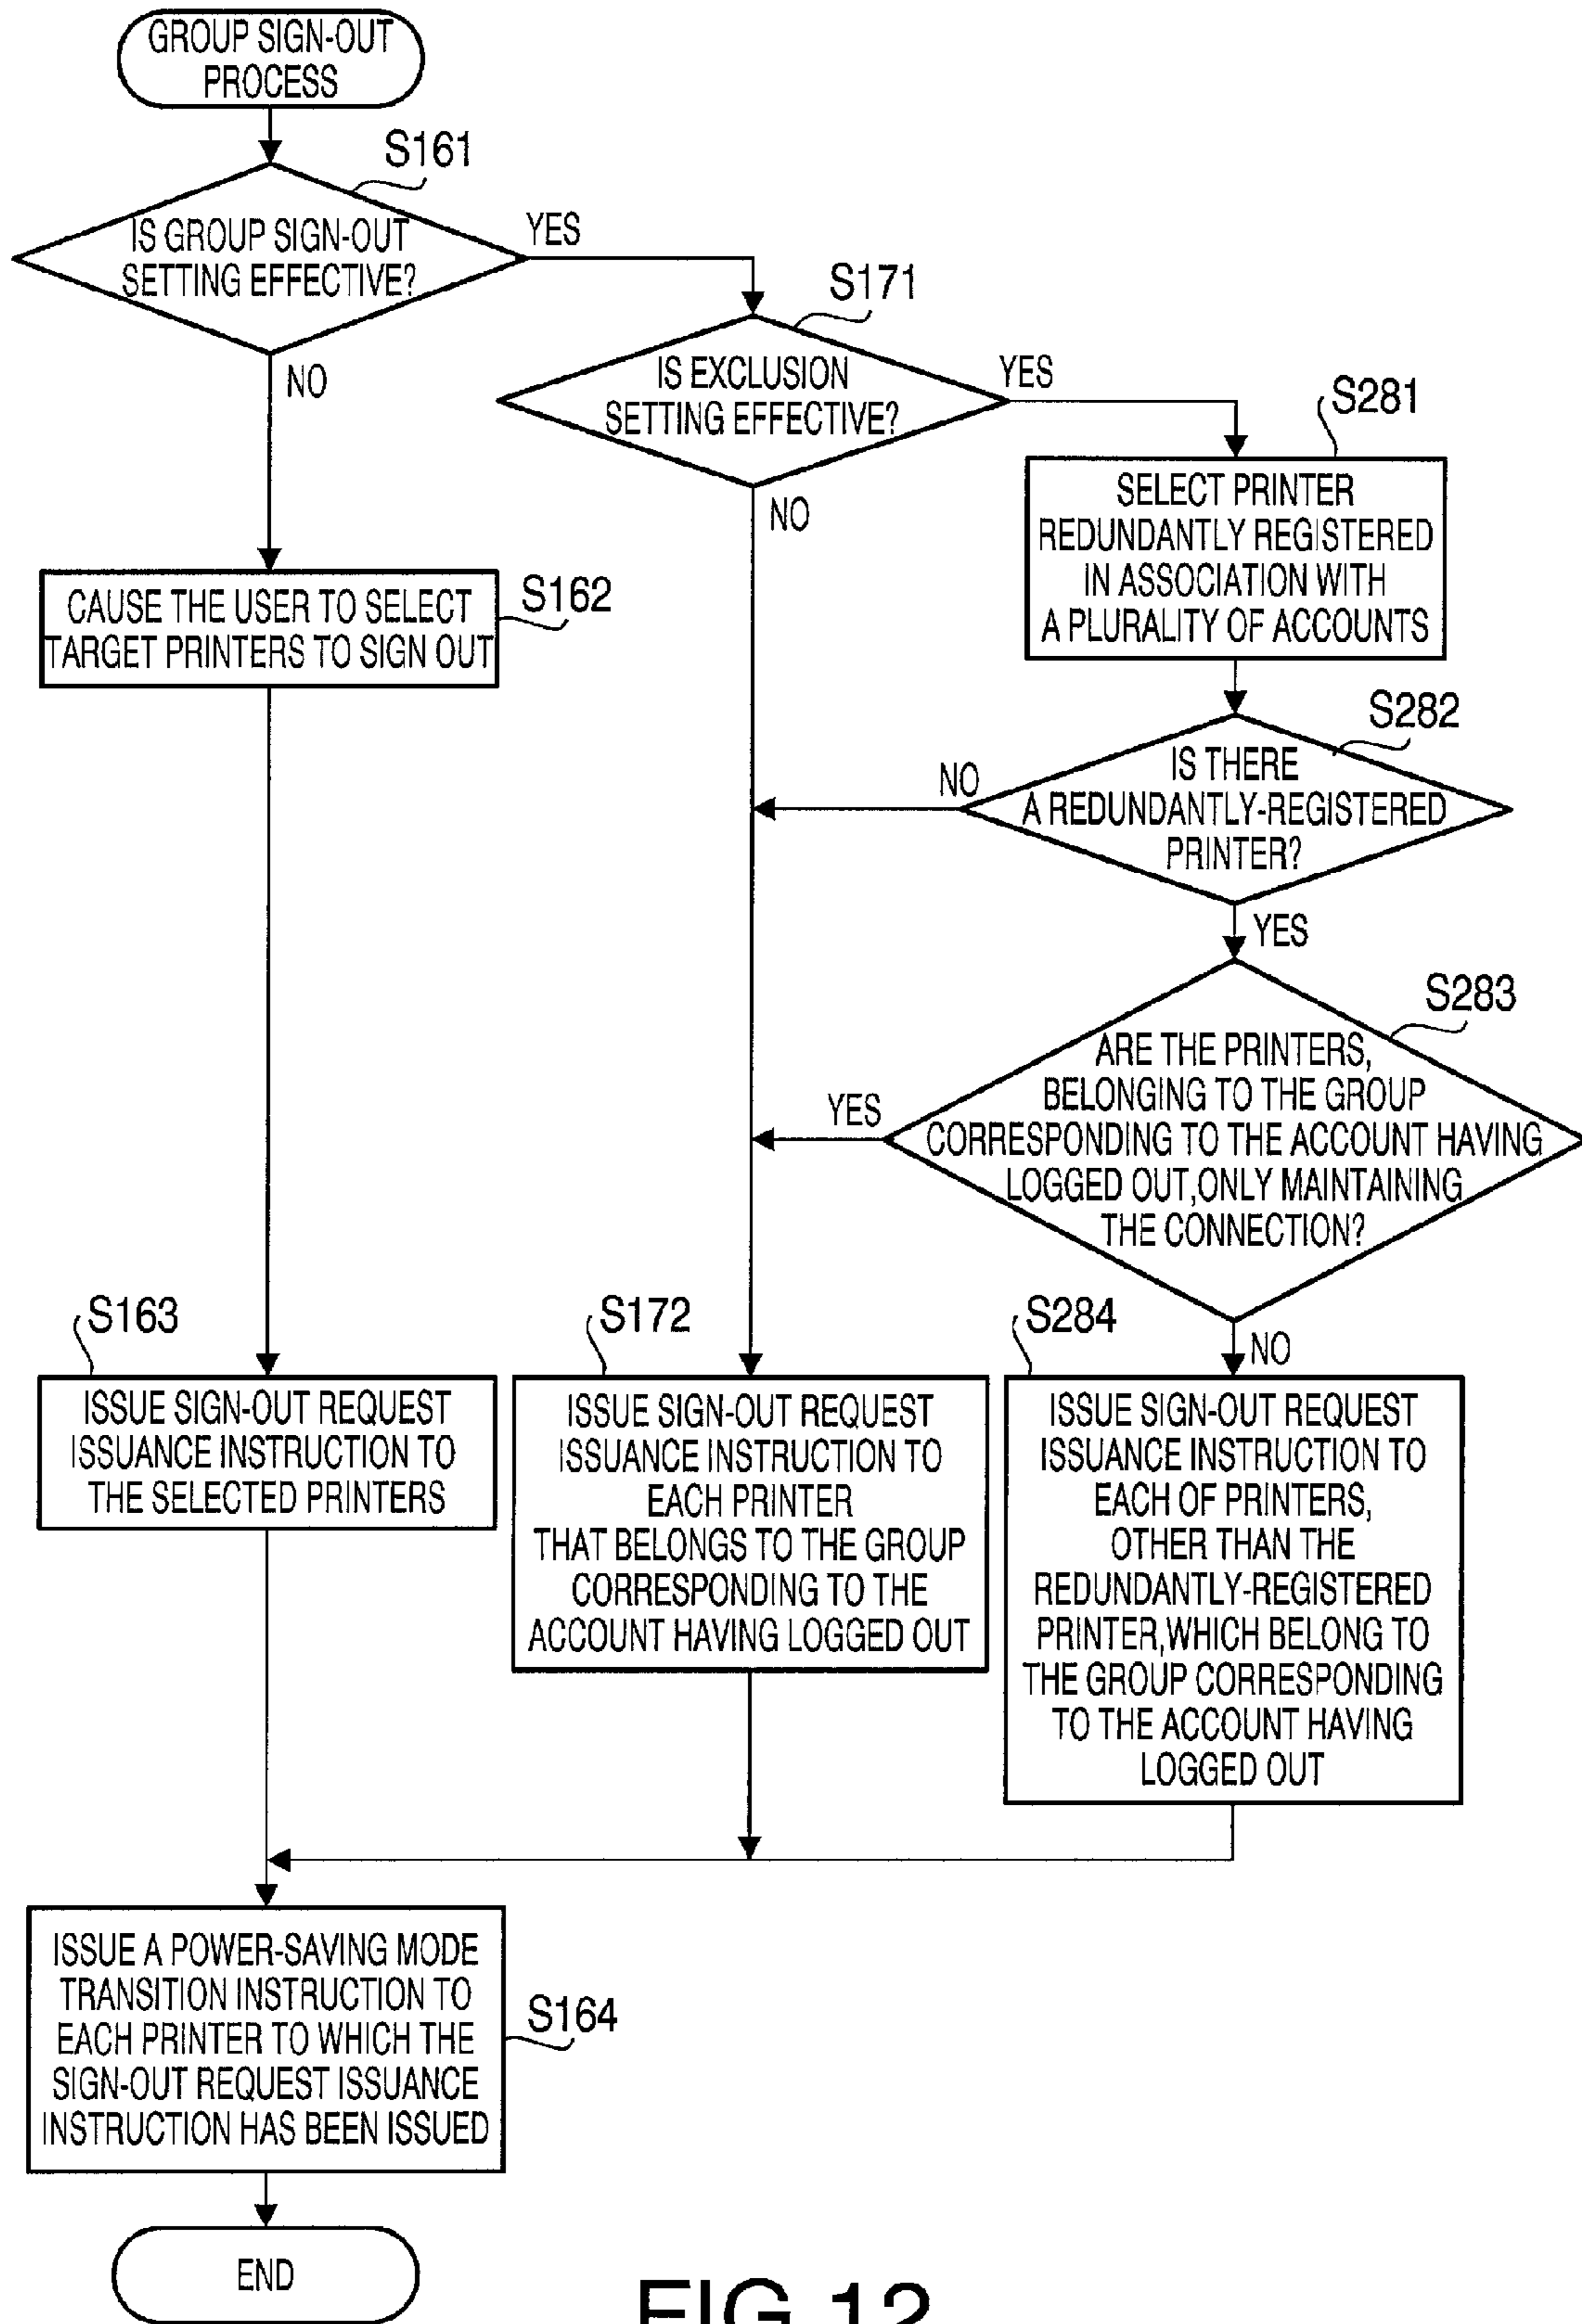 GROUP SIGN-OUT
PROCESS
S161
IS GROUP SIGN-OUT
SETTING EFFECTIVE?
YES
NO
S171
IS EXCLUSION
SETTING EFFECTIVE?
YES
NO
S281
SELECT PRINTER
REDUNDANTLY REGISTERED
IN ASSOCIATION WITH
A PLURALITY OF ACCOUNTS
CAUSE THE USER TO SELECT
TARGET PRINTERS TO SIGN OUT
S162
S282
IS THERE
A REDUNDANTLY-REGISTERED
PRINTER?
NO
YES
S283
ARE THE PRINTERS,
BELONGING TO THE GROUP
CORRESPONDING TO THE ACCOUNT HAVING
LOGGED OUT,ONLY MAINTAINING
THE CONNECTION?
YES
NO
S163
ISSUE SIGN-OUT REQUEST
ISSUANCE INSTRUCTION TO
THE SELECTED PRINTERS
S172
ISSUE SIGN-OUT REQUEST
ISSUANCE INSTRUCTION TO
EACH PRINTER
THAT BELONGS TO THE GROUP
CORRESPONDING TO THE
ACCOUNT HAVING LOGGED OUT
S284
ISSUE SIGN-OUT REQUEST
ISSUANCE INSTRUCTION TO
EACH OF PRINTERS,
OTHER THAN THE
REDUNDANTLY-REGISTERED
PRINTER,WHICH BELONG TO
THE GROUP CORRESPONDING
TO THE ACCOUNT HAVING
LOGGED OUT
ISSUE A POWER-SAVING MODE
TRANSITION INSTRUCTION TO
EACH PRINTER TO WHICH THE
SIGN-OUT REQUEST ISSUANCE
INSTRUCTION HAS BEEN ISSUED
S164
END
FIG.12